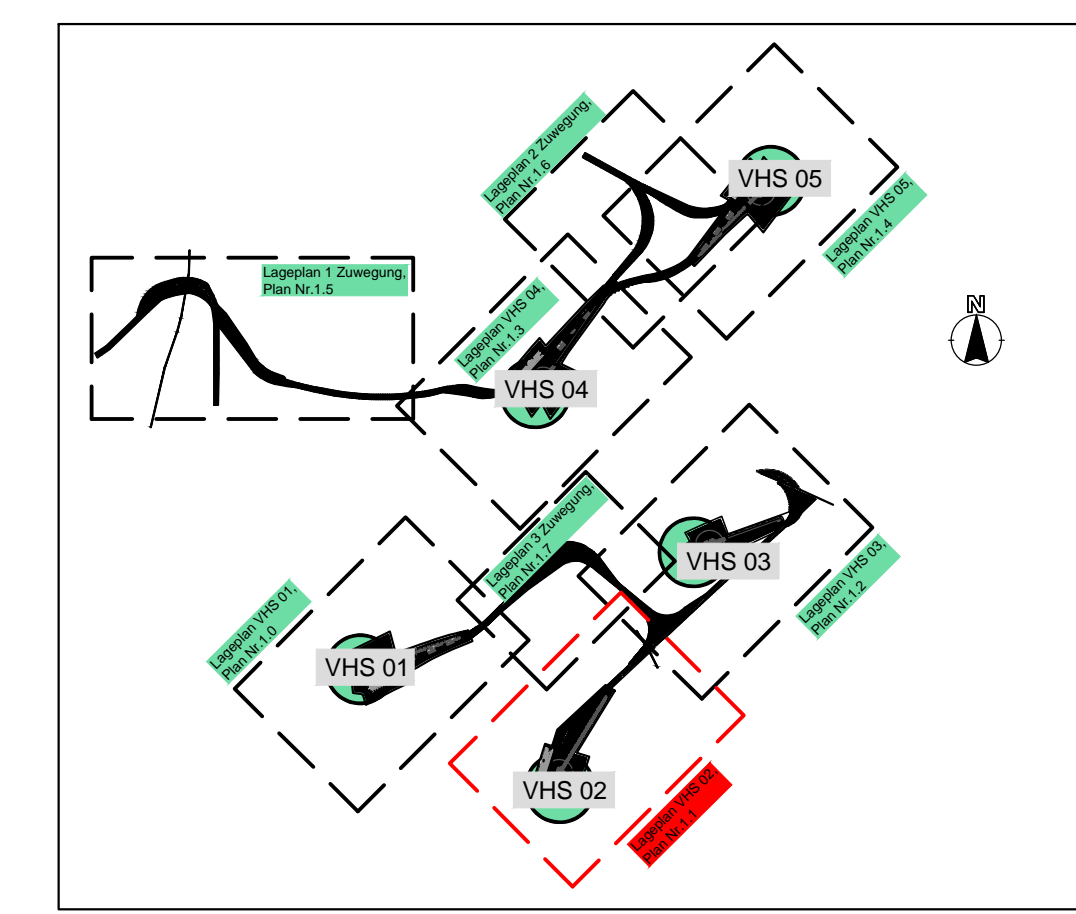 Lageplan 2 Zuwegung,
Plan Nr.1.6
VHS 05
Lageplan VHS 05,
Plan Nr.1.4
Lageplan 1 Zuwegung,
Plan Nr.1.5
Lageplan VHS 04,
Plan Nr.1.3
N
VHS 04
Lageplan 3 Zuwegung,
Plan Nr.1.7
VHS 03
Lageplan VHS 03,
Plan Nr.1.2
Lageplan VHS 01,
Plan Nr.1.0
VHS 01
VHS 02
Lageplan VHS 02,
Plan Nr.1.1